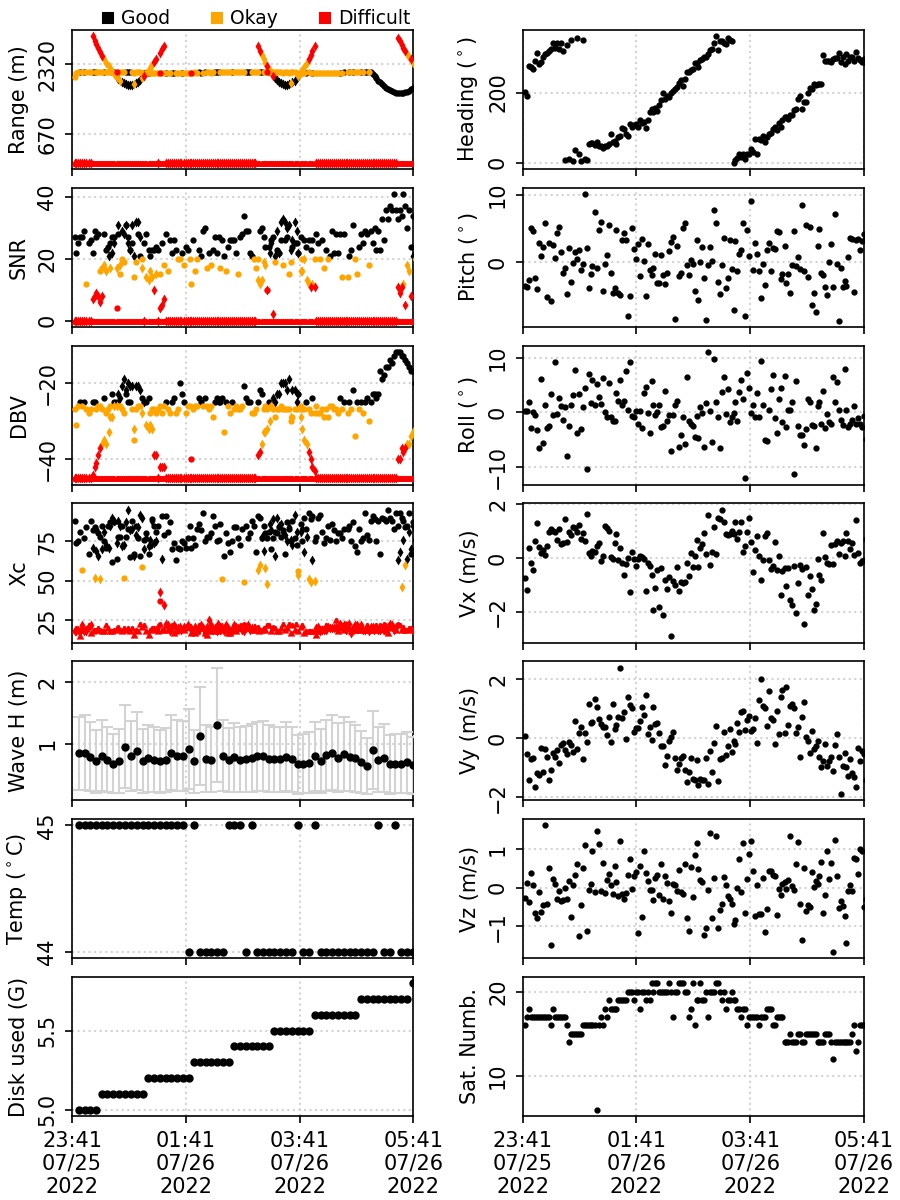 Good Okay Difficult
Range (m)
2320
670
Heading (°)
200
0
SNR
40
20
0
Pitch (°)
10
0
DBV
−20
−40
Roll (°)
10
0
−10
Xc
75
50
25
Vx (m/s)
2
0
−2
Wave H (m)
2
1
Vy (m/s)
2
0
−2
Temp (°C)
45
44
Vz (m/s)
1
0
−1
Disk used (G)
5.5
5.0
Sat. Numb.
20
10
23:41 01:41 03:41 05:41
07/25 07/26 07/26 07/26
2022 2022 2022 2022
23:41 01:41 03:41 05:41
07/25 07/26 07/26 07/26
2022 2022 2022 2022